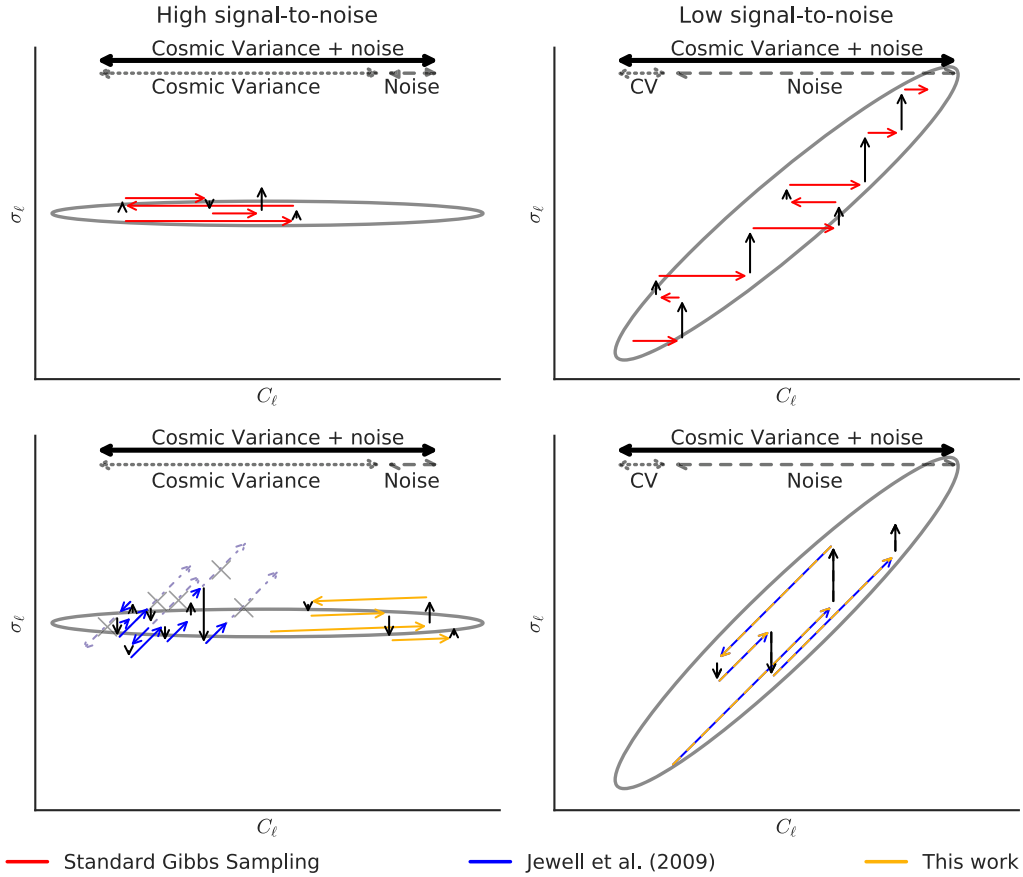 High signal-to-noise
Low signal-to-noise
Cosmic Variance + noise
Cosmic Variance
Noise
σℓ
Cℓ
Cosmic Variance + noise
CV
Noise
σℓ
Cℓ
Cosmic Variance + noise
Cosmic Variance
Noise
σℓ
Cℓ
Cosmic Variance + noise
CV
Noise
σℓ
Cℓ
Standard Gibbs Sampling
Jewell et al. (2009)
This work